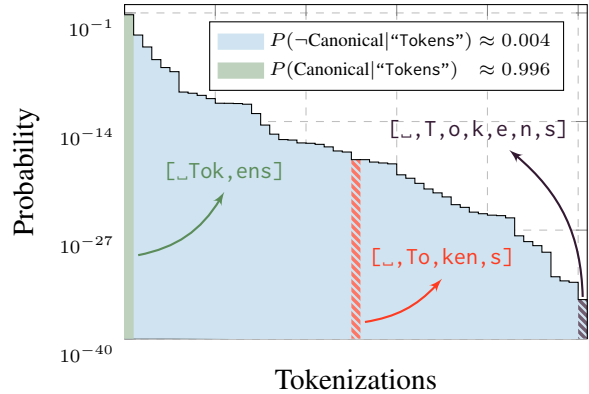 10⁻¹
P(¬Canonical|“Tokens”) ≈ 0.004
P(Canonical|“Tokens”) ≈ 0.996
10⁻¹⁴
[␣,T,o,k,e,n,s]
[␣Tok,ens]
Probability
10⁻²⁷
[␣,To,ken,s]
10⁻⁴⁰
Tokenizations